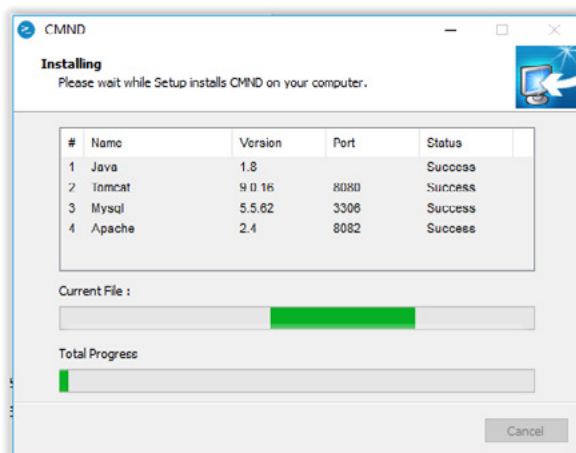 CMND
Installing
Please wait while Setup installs CMND on your computer.
# Name Version Port Status
1 Java 1.8 Success
2 Tomcat 9.0.16 8080 Success
3 Mysql 5.5.62 3306 Success
4 Apache 2.4 8082 Success
Current File :
Total Progress
Cancel